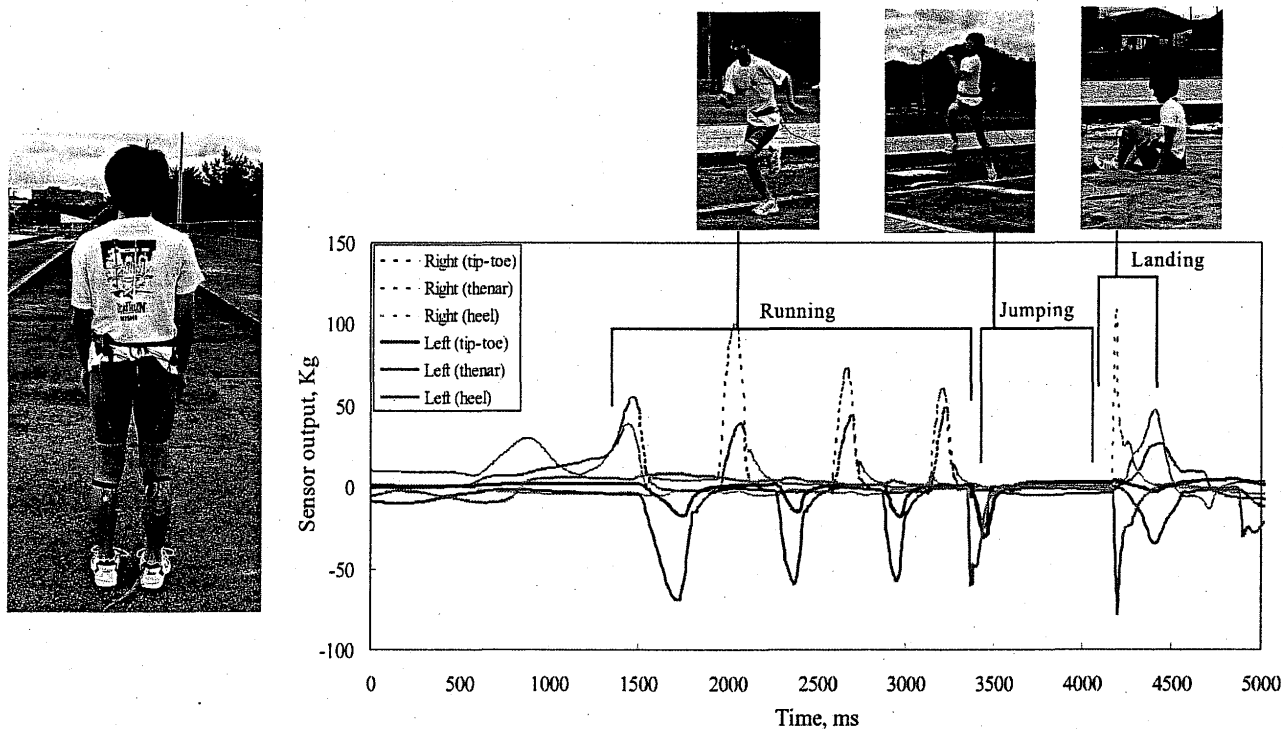 150
100
50
0
-50
-100
Sensor output, Kg
Right (tip-toe)
Right (thenar)
Right (heel)
Left (tip-toe)
Left (thenar)
Left (heel)
Running
Jumping
Landing
0 500 1000 1500 2000 2500 3000 3500 4000 4500 5000
Time, ms